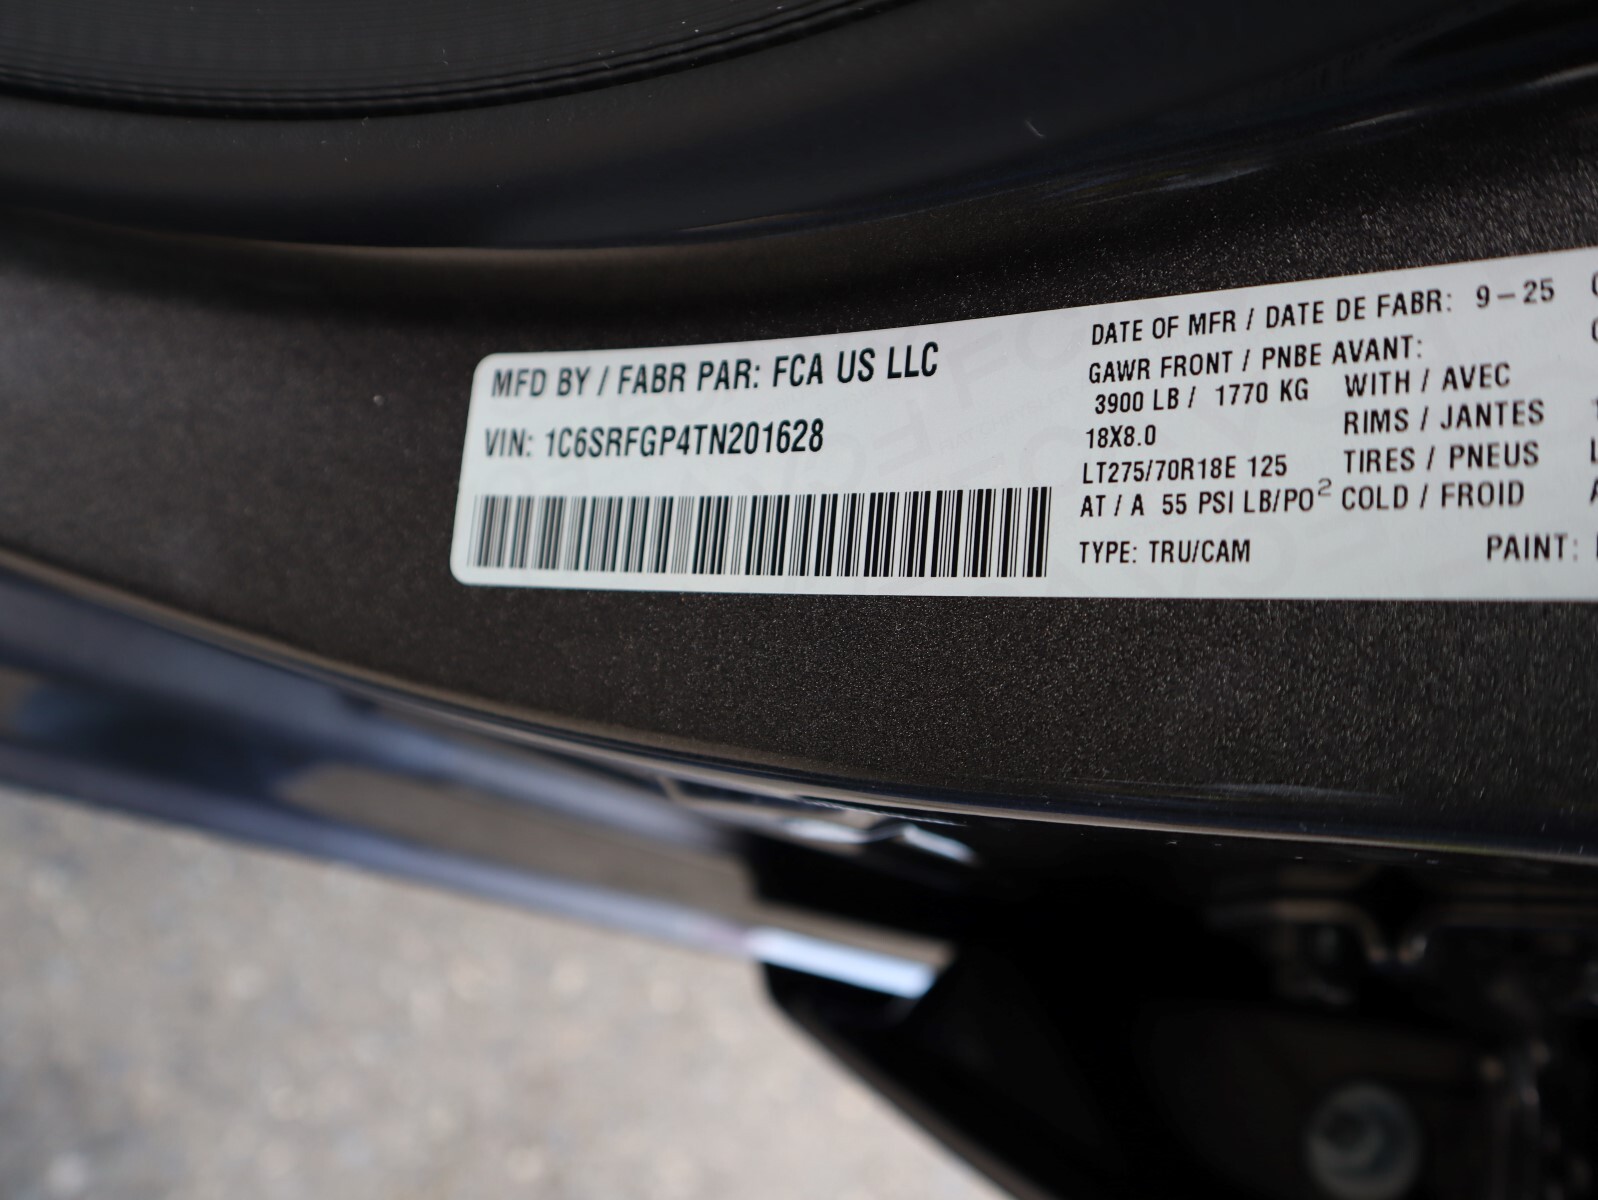 MFD BY / FABR PAR: FCA US LLC
VIN: 1C6SRFGP4TN201628
DATE OF MFR / DATE DE FABR: 9-25
GAWR FRONT / PNBE AVANT:
3900 LB / 1770 KG WITH / AVEC
18X8.0 RIMS / JANTES
LT275/70R18E 125 TIRES / PNEUS
AT / A 55 PSI LB/PO² COLD / FROID
TYPE: TRU/CAM PAINT: